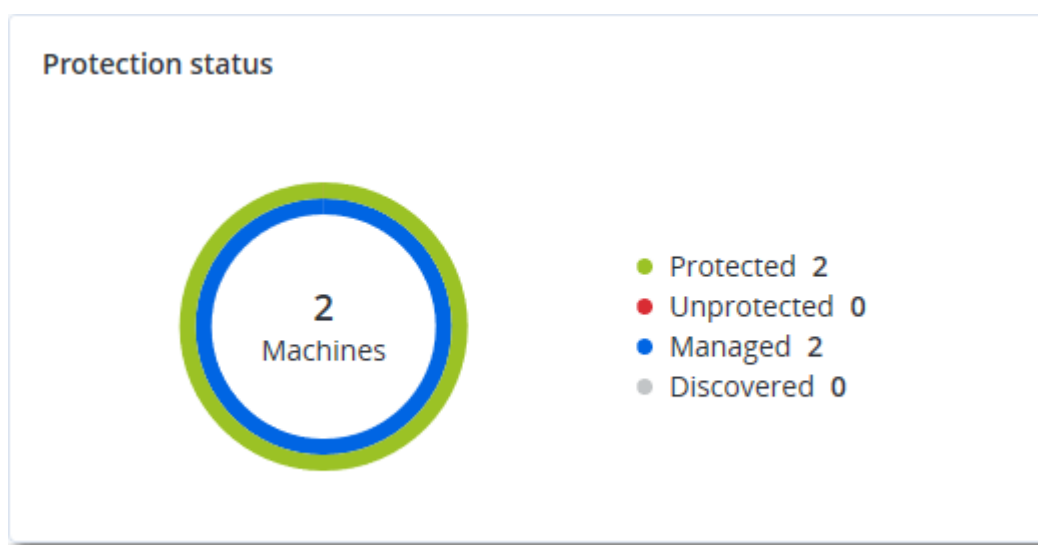 Protection status
2
Machines
Protected 2
Unprotected 0
Managed 2
Discovered 0